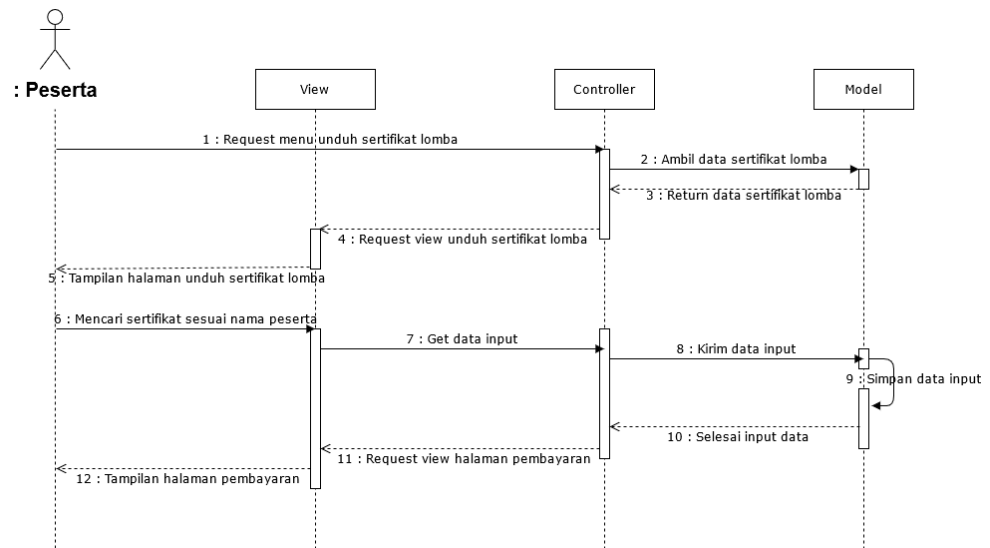 : Peserta
View
Controller
Model
1 : Request menu unduh sertifikat lomba
2 : Ambil data sertifikat lomba
3 : Return data sertifikat lomba
4 : Request view unduh sertifikat lomba
5 : Tampilan halaman unduh sertifikat lomba
6 : Mencari sertifikat sesuai nama peserta
7 : Get data input
8 : Kirim data input
9 : Simpan data input
10 : Selesai input data
11 : Request view halaman pembayaran
12 : Tampilan halaman pembayaran